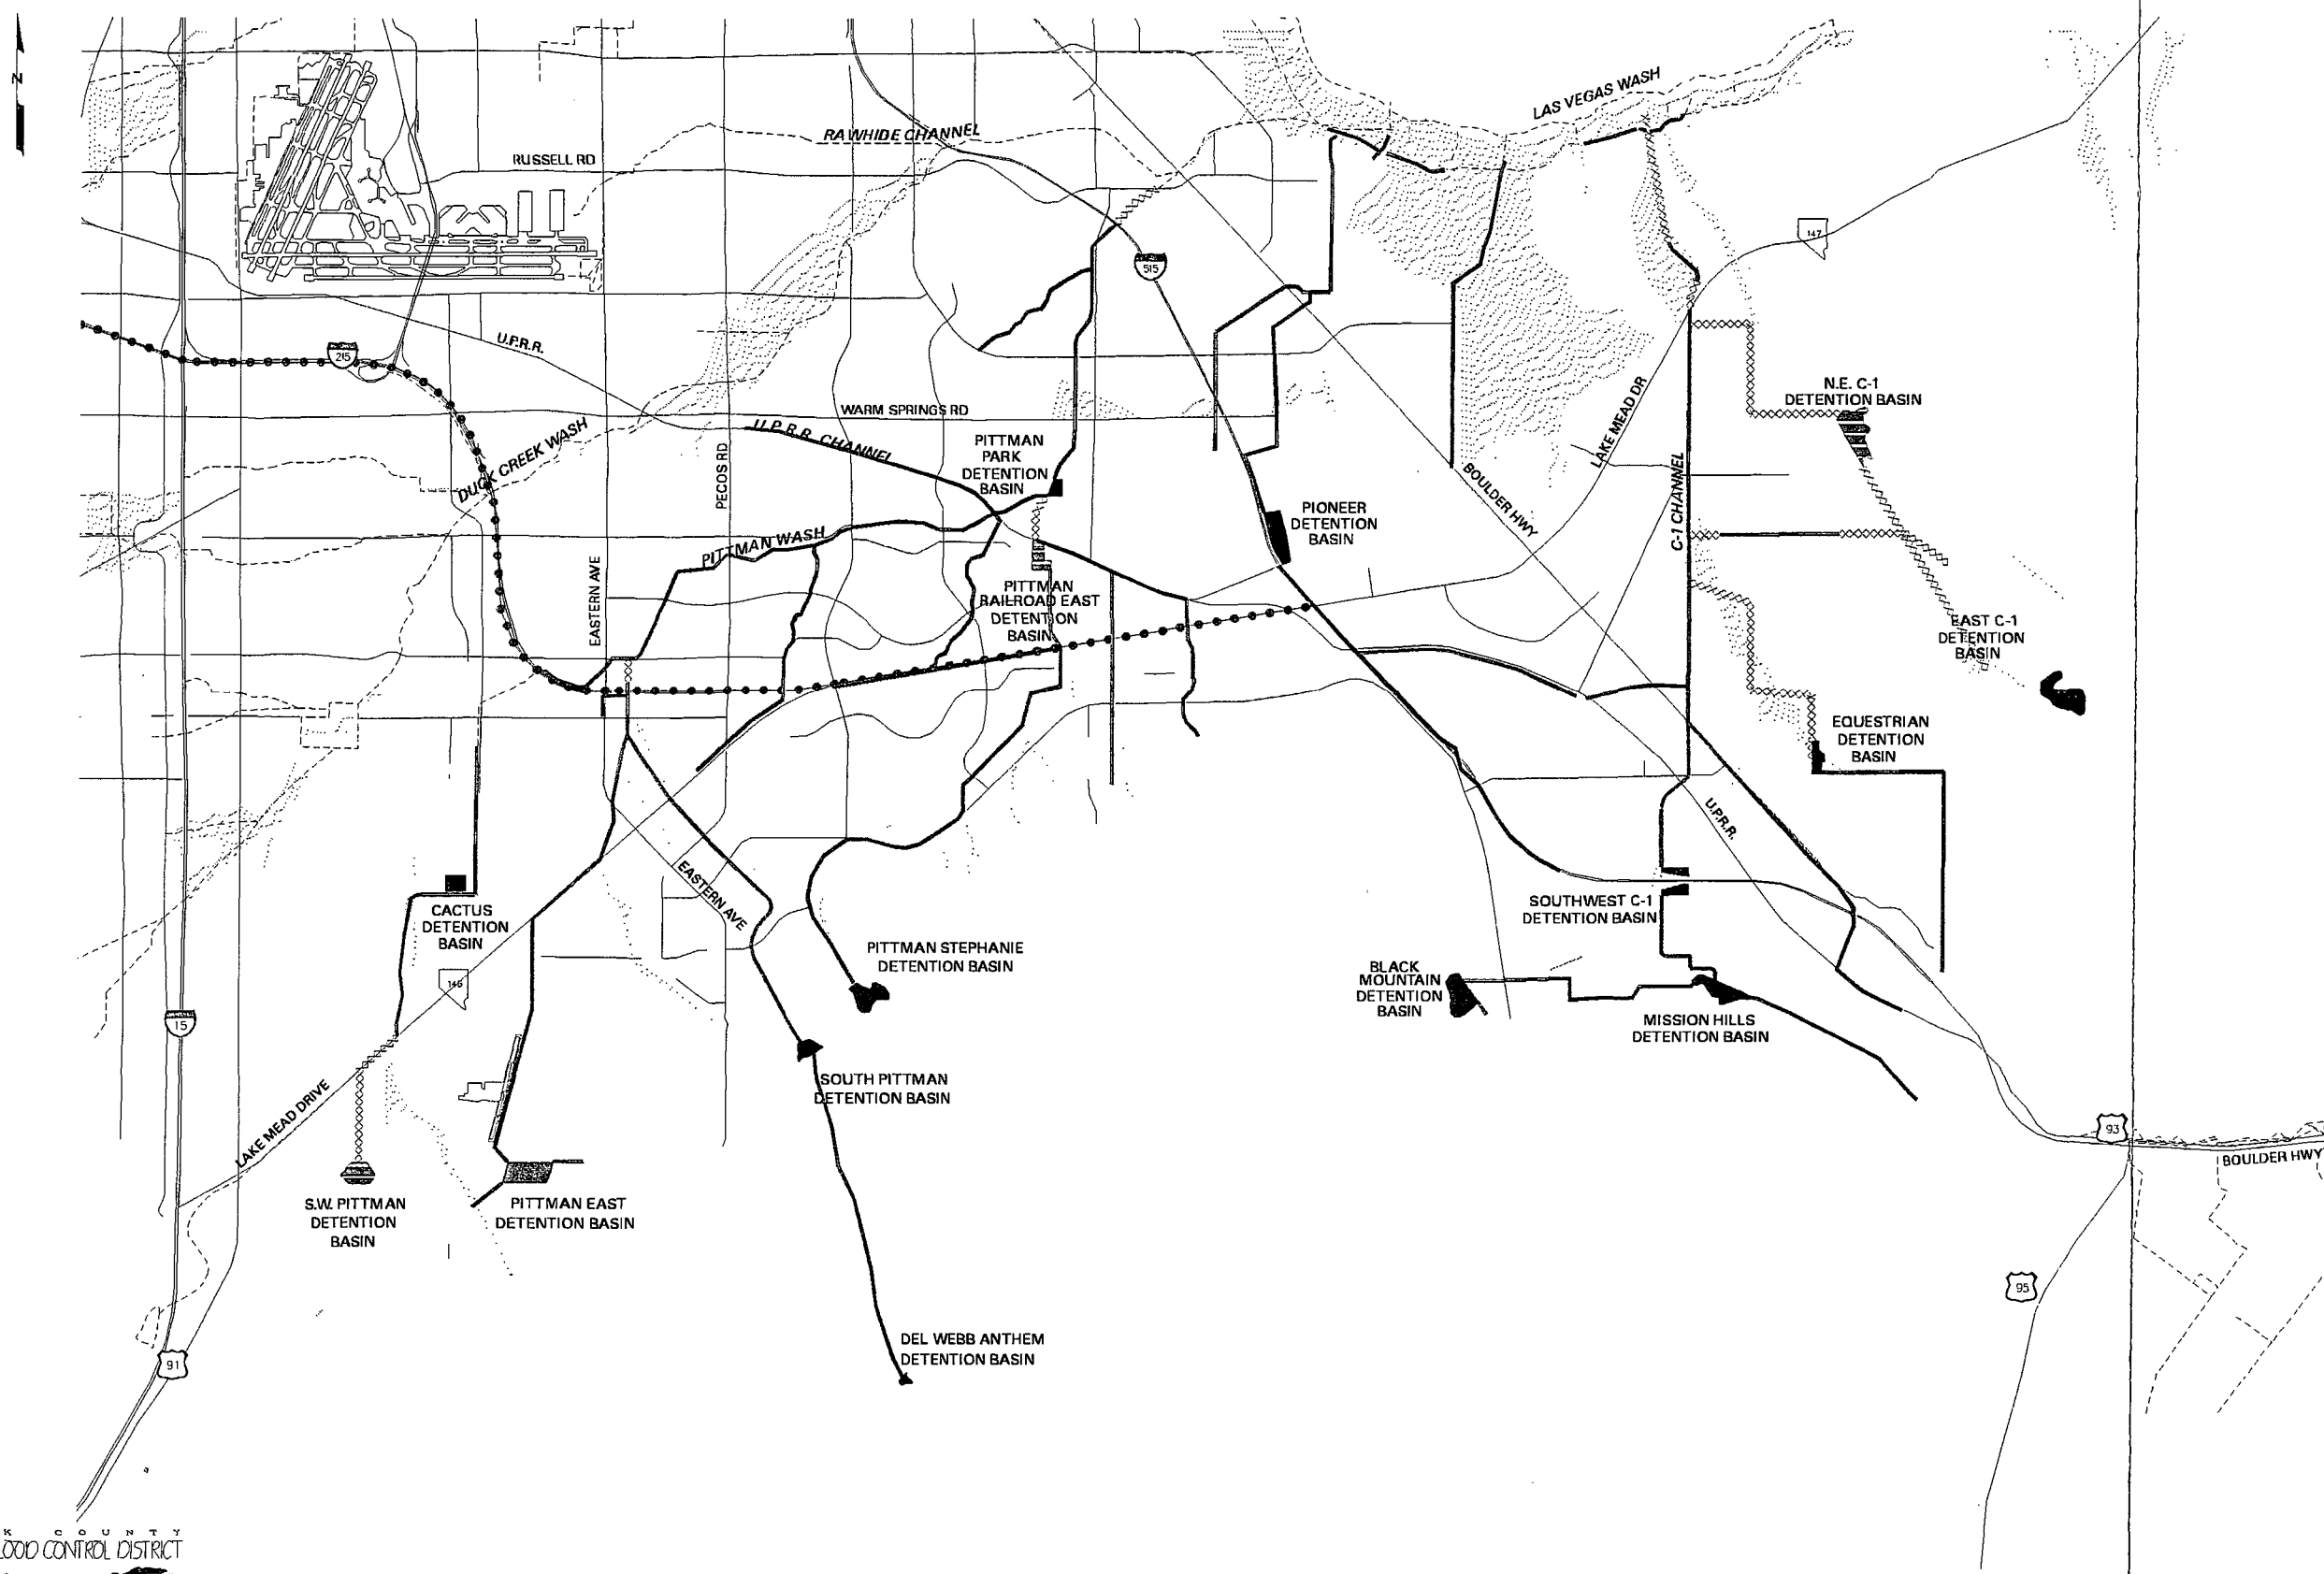 N
LAS VEGAS WASH
RAWHIDE CHANNEL
RUSSELL RD
147
515
U.P.R.R.
215
N.E. C-1
DETENTION BASIN
WARM SPRINGS RD
LAKE MEAD DR
U.P.R.R. CHANNEL
DUCK CREEK WASH
PECOS RD
PITTMAN
PARK
DETENTION
BASIN
BOULDER HWY
C-1 CHANNEL
PIONEER
DETENTION
BASIN
PITTMAN WASH
EASTERN AVE
PITTMAN
RAILROAD EAST
DETENTION
BASIN
EAST C-1
DETENTION
BASIN
EQUESTRIAN
DETENTION
BASIN
U.P.R.R.
EASTERN AVE
CACTUS
DETENTION
BASIN
SOUTHWEST C-1
DETENTION BASIN
PITTMAN STEPHANIE
DETENTION BASIN
BLACK
MOUNTAIN
DETENTION
BASIN
146
15
MISSION HILLS
DETENTION BASIN
SOUTH PITTMAN
DETENTION BASIN
LAKE MEAD DRIVE
93
BOULDER HWY
S.W. PITTMAN
DETENTION
BASIN
PITTMAN EAST
DETENTION BASIN
95
DEL WEBB ANTHEM
DETENTION BASIN
91
K COUNTY
LOOD CONTROL DISTRICT